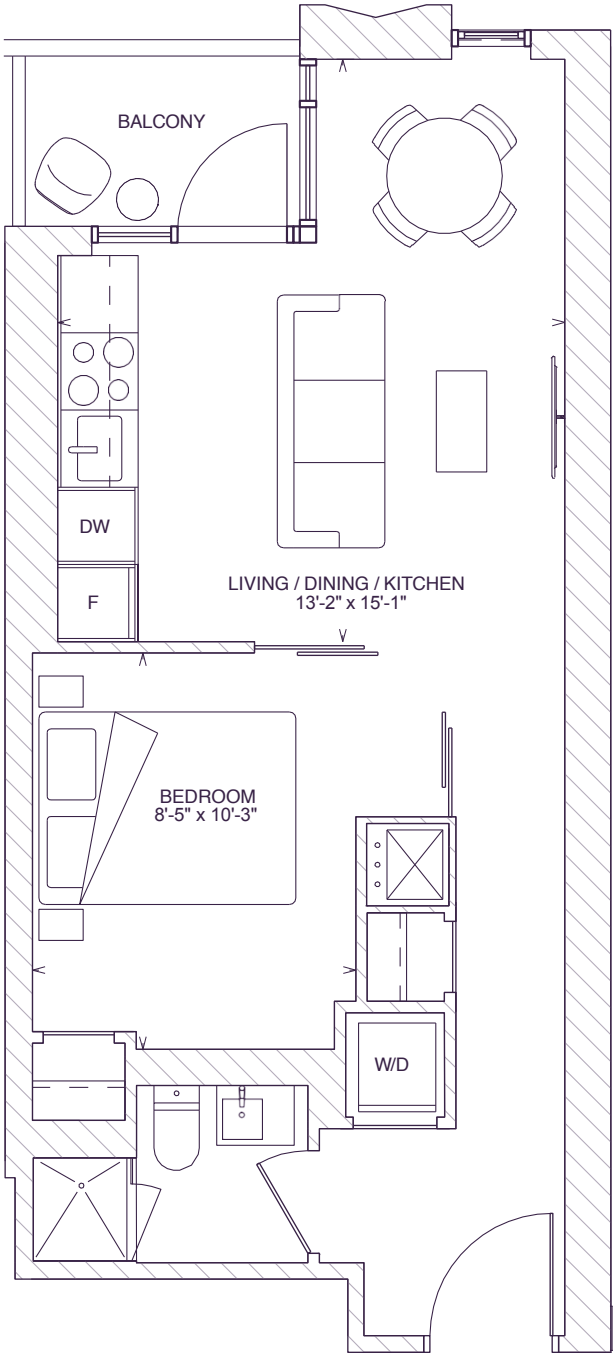 BALCONY
DW
F
LIVING / DINING / KITCHEN
13'-2" x 15'-1"
BEDROOM
8'-5" x 10'-3"
W/D